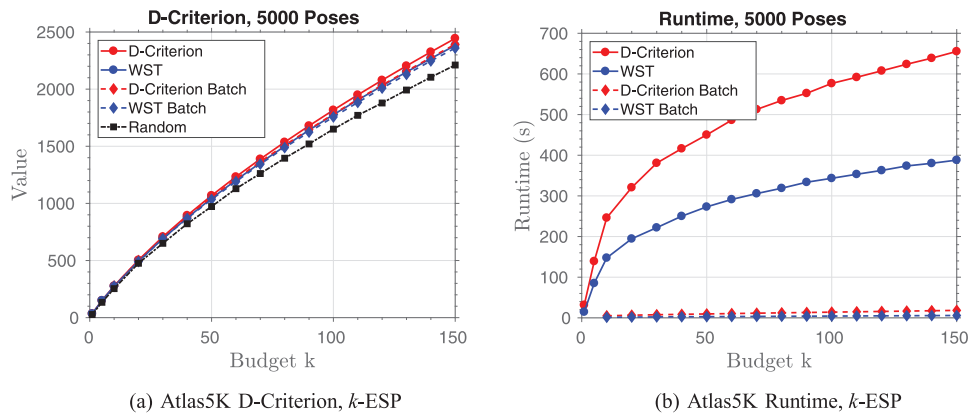 D-Criterion, 5000 Poses
Value
2500
2000
1500
1000
500
0
D-Criterion
WST
D-Criterion Batch
WST Batch
Random
0
50
100
150
Budget k
(a) Atlas5K D-Criterion, k-ESP
Runtime, 5000 Poses
Runtime (s)
700
600
500
400
300
200
100
0
D-Criterion
WST
D-Criterion Batch
WST Batch
0
50
100
150
Budget k
(b) Atlas5K Runtime, k-ESP